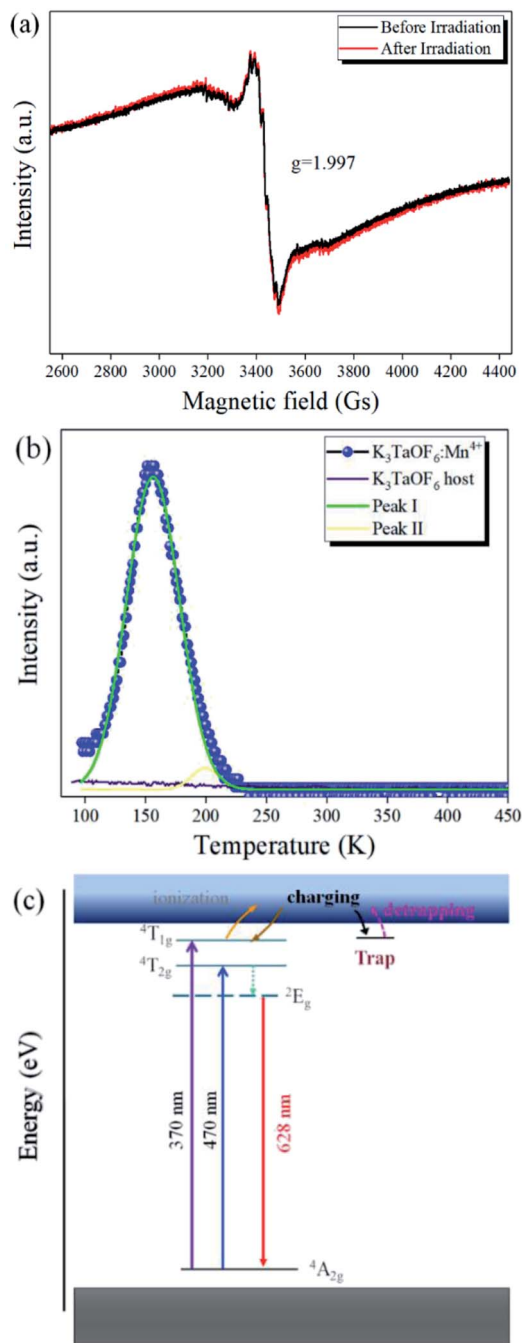 (a)
Before Irradiation
After Irradiation
g=1.997
Intensity (a.u.)
2600 2800 3000 3200 3400 3600 3800 4000 4200 4400
Magnetic field (Gs)
(b)
K₃TaOF₆:Mn⁴⁺
K₃TaOF₆ host
Peak I
Peak II
Intensity (a.u.)
100 150 200 250 300 350 400 450
Temperature (K)
(c)
ionization
charging
detrapping
⁴T₁g
Trap
⁴T₂g
²Eg
370 nm
470 nm
628 nm
Energy (eV)
⁴A₂g